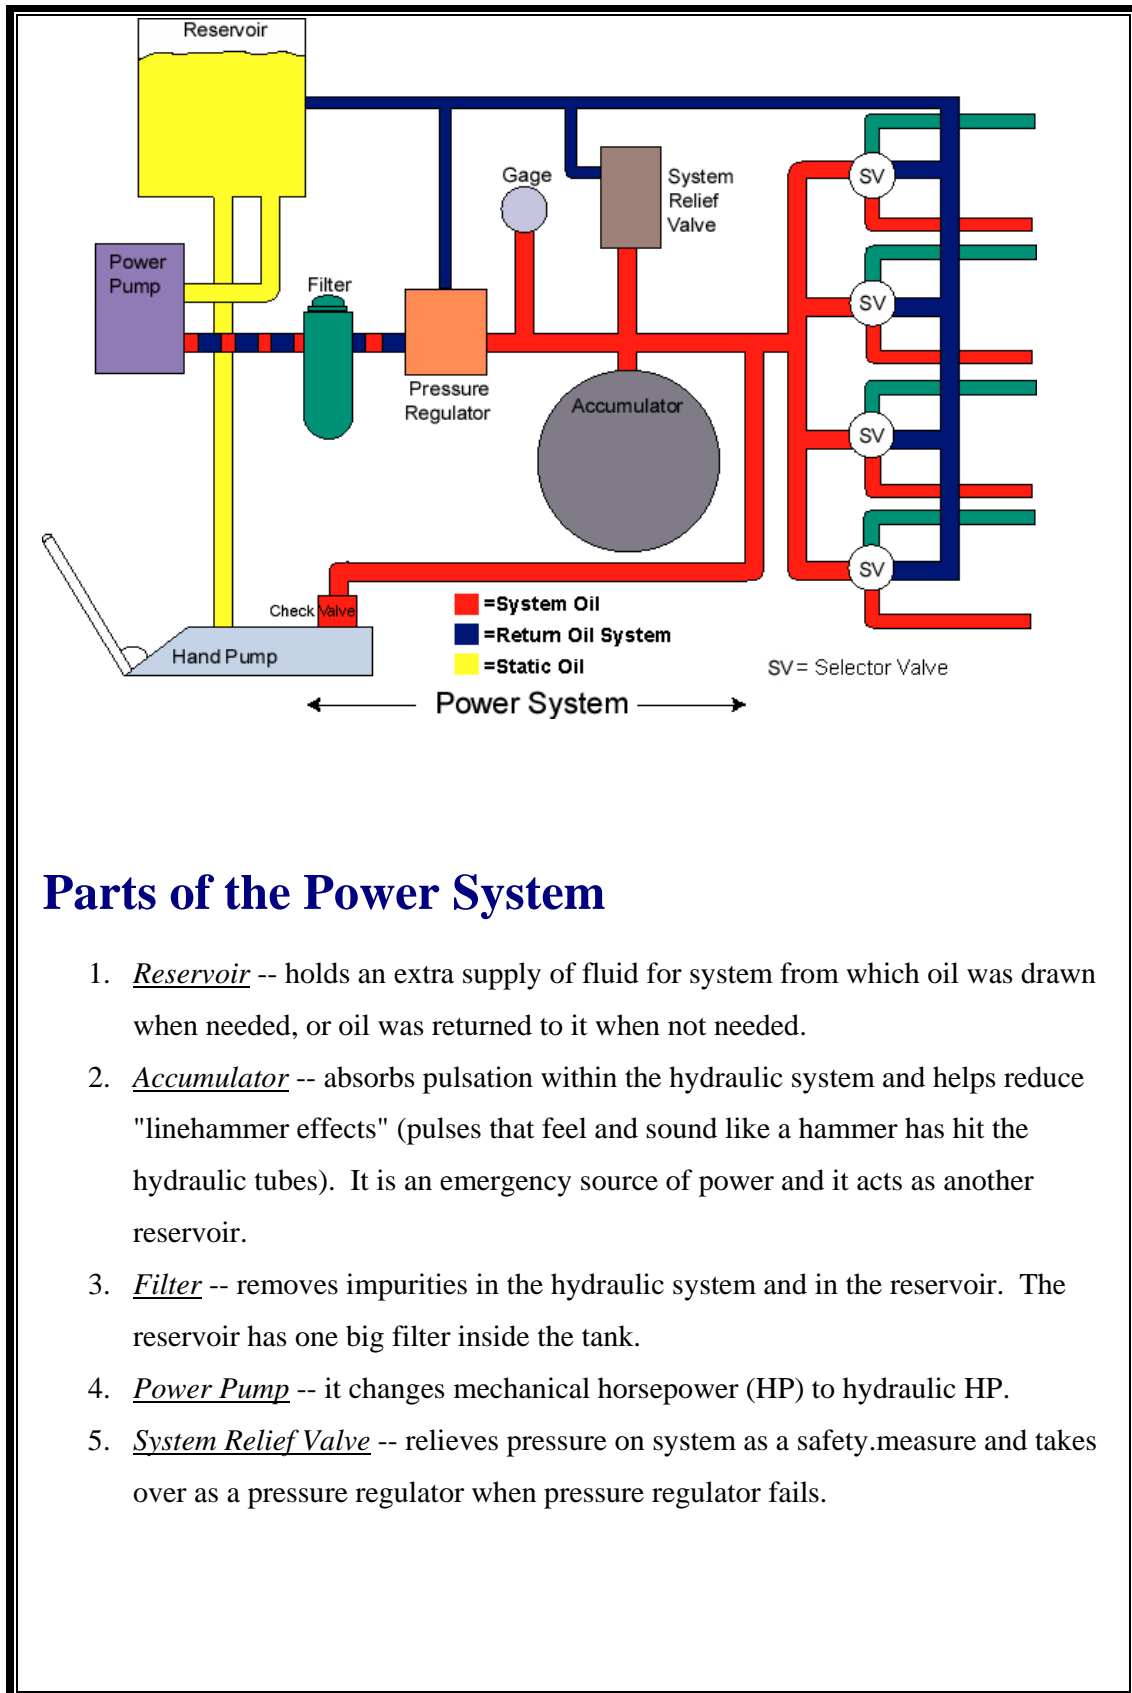 Reservoir
Gage
System
Relief
Valve
SV
Power
Pump
Filter
SV
Pressure
Regulator
Accumulator
SV
SV
Check Valve
=System Oil
=Return Oil System
=Static Oil
Hand Pump
SV = Selector Valve
Power System
Parts of the Power System
1. Reservoir -- holds an extra supply of fluid for system from which oil was drawn
when needed, or oil was returned to it when not needed.
2. Accumulator -- absorbs pulsation within the hydraulic system and helps reduce
"linehammer effects" (pulses that feel and sound like a hammer has hit the
hydraulic tubes).  It is an emergency source of power and it acts as another
reservoir.
3. Filter -- removes impurities in the hydraulic system and in the reservoir.  The
reservoir has one big filter inside the tank.
4. Power Pump -- it changes mechanical horsepower (HP) to hydraulic HP.
5. System Relief Valve -- relieves pressure on system as a safety.measure and takes
over as a pressure regulator when pressure regulator fails.